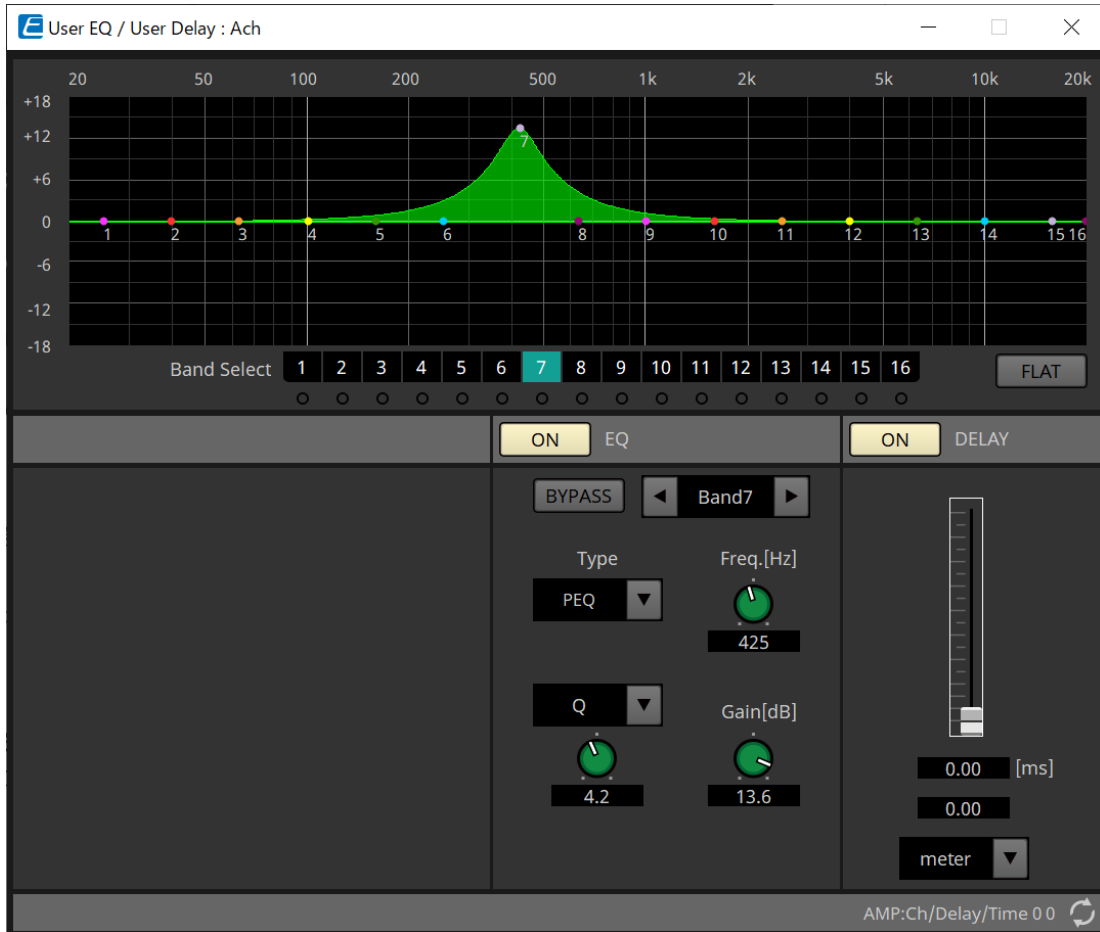 User EQ / User Delay : Ach
20 50 100 200 500 1k 2k 5k 10k 20k
+18
+12
7
+6
0
1 2 3 4 5 6 8 9 10 11 12 13 14 15 16
-6
-12
-18
Band Select 1 2 3 4 5 6 7 8 9 10 11 12 13 14 15 16 FLAT
ON EQ ON DELAY
BYPASS Band7
Type Freq.[Hz]
PEQ
425
Q Gain[dB]
4.2 13.6
0.00 [ms]
0.00
meter
AMP:Ch/Delay/Time 0 0